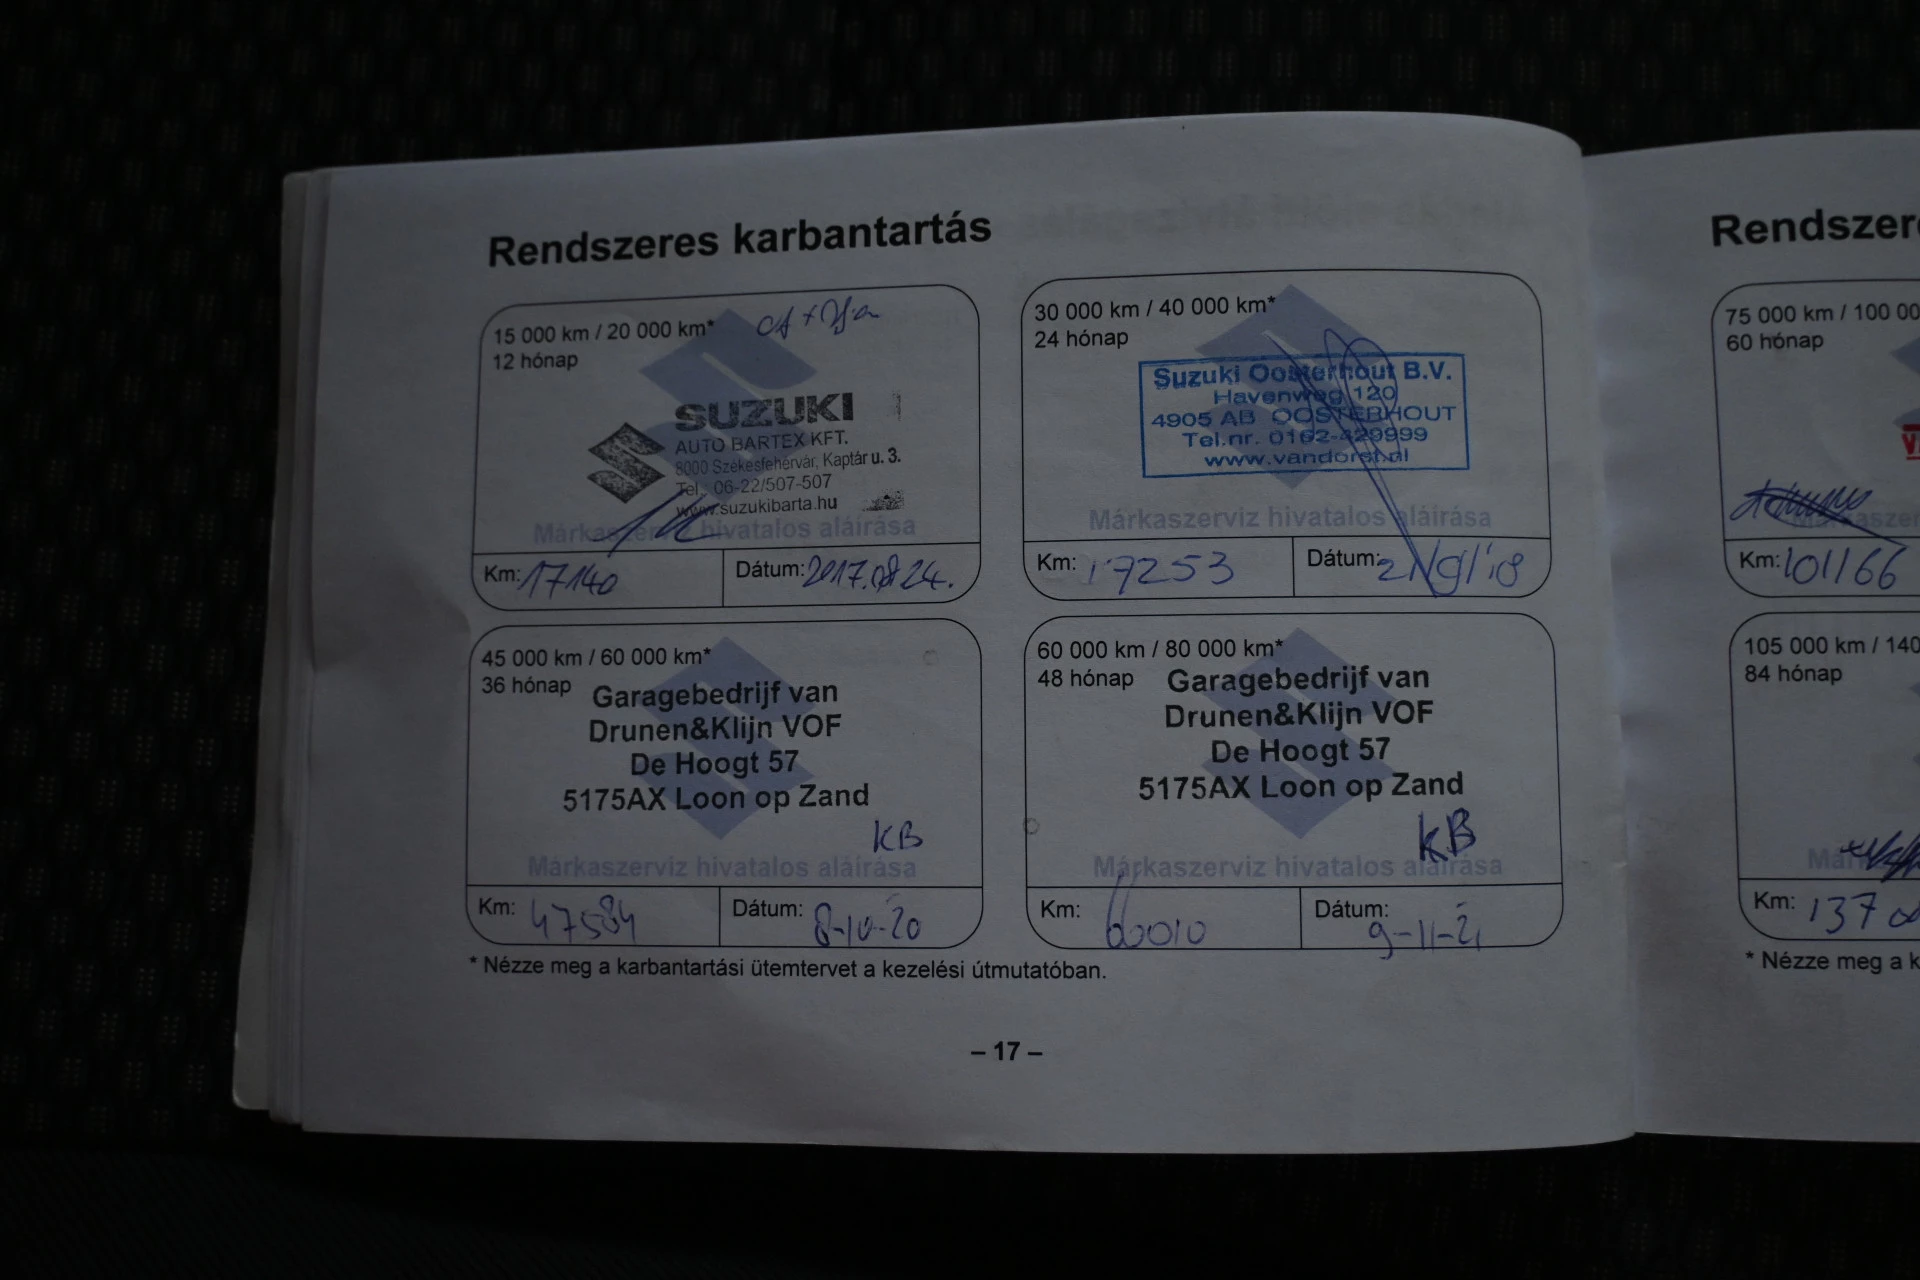 Rendszeres karbantartás
15 000 km / 20 000 km*
12 hónap
SUZUKI
AUTO BARTEX KFT.
8000 Székesfehérvár, Kaptár u. 3.
Tel.: 06-22/507-507
www.suzukibarta.hu
Márkaszerviz hivatalos aláírása
Km: 17140
Dátum: 2017.08.24.
30 000 km / 40 000 km*
24 hónap
Suzuki Oosterhout B.V.
Havenweg 120
4905 AB OOSTERHOUT
Tel.nr. 0162-429999
www.vandorst.nl
Márkaszerviz hivatalos aláírása
Km: 19253
Dátum:
45 000 km / 60 000 km*
36 hónap
Garagebedrijf van
Drunen&Klijn VOF
De Hoogt 57
5175AX Loon op Zand
KB
Márkaszerviz hivatalos aláírása
Km: 47584
Dátum: 8-10-20
60 000 km / 80 000 km*
48 hónap
Garagebedrijf van
Drunen&Klijn VOF
De Hoogt 57
5175AX Loon op Zand
KB
Márkaszerviz hivatalos aláírása
Km: 66010
Dátum: 9-11-21
* Nézze meg a karbantartási ütemtervet a kezelési útmutatóban.
– 17 –
Rendszer
75 000 km / 100 00
60 hónap
Km: 101166
105 000 km / 140
84 hónap
Km: 137
* Nézze meg a k